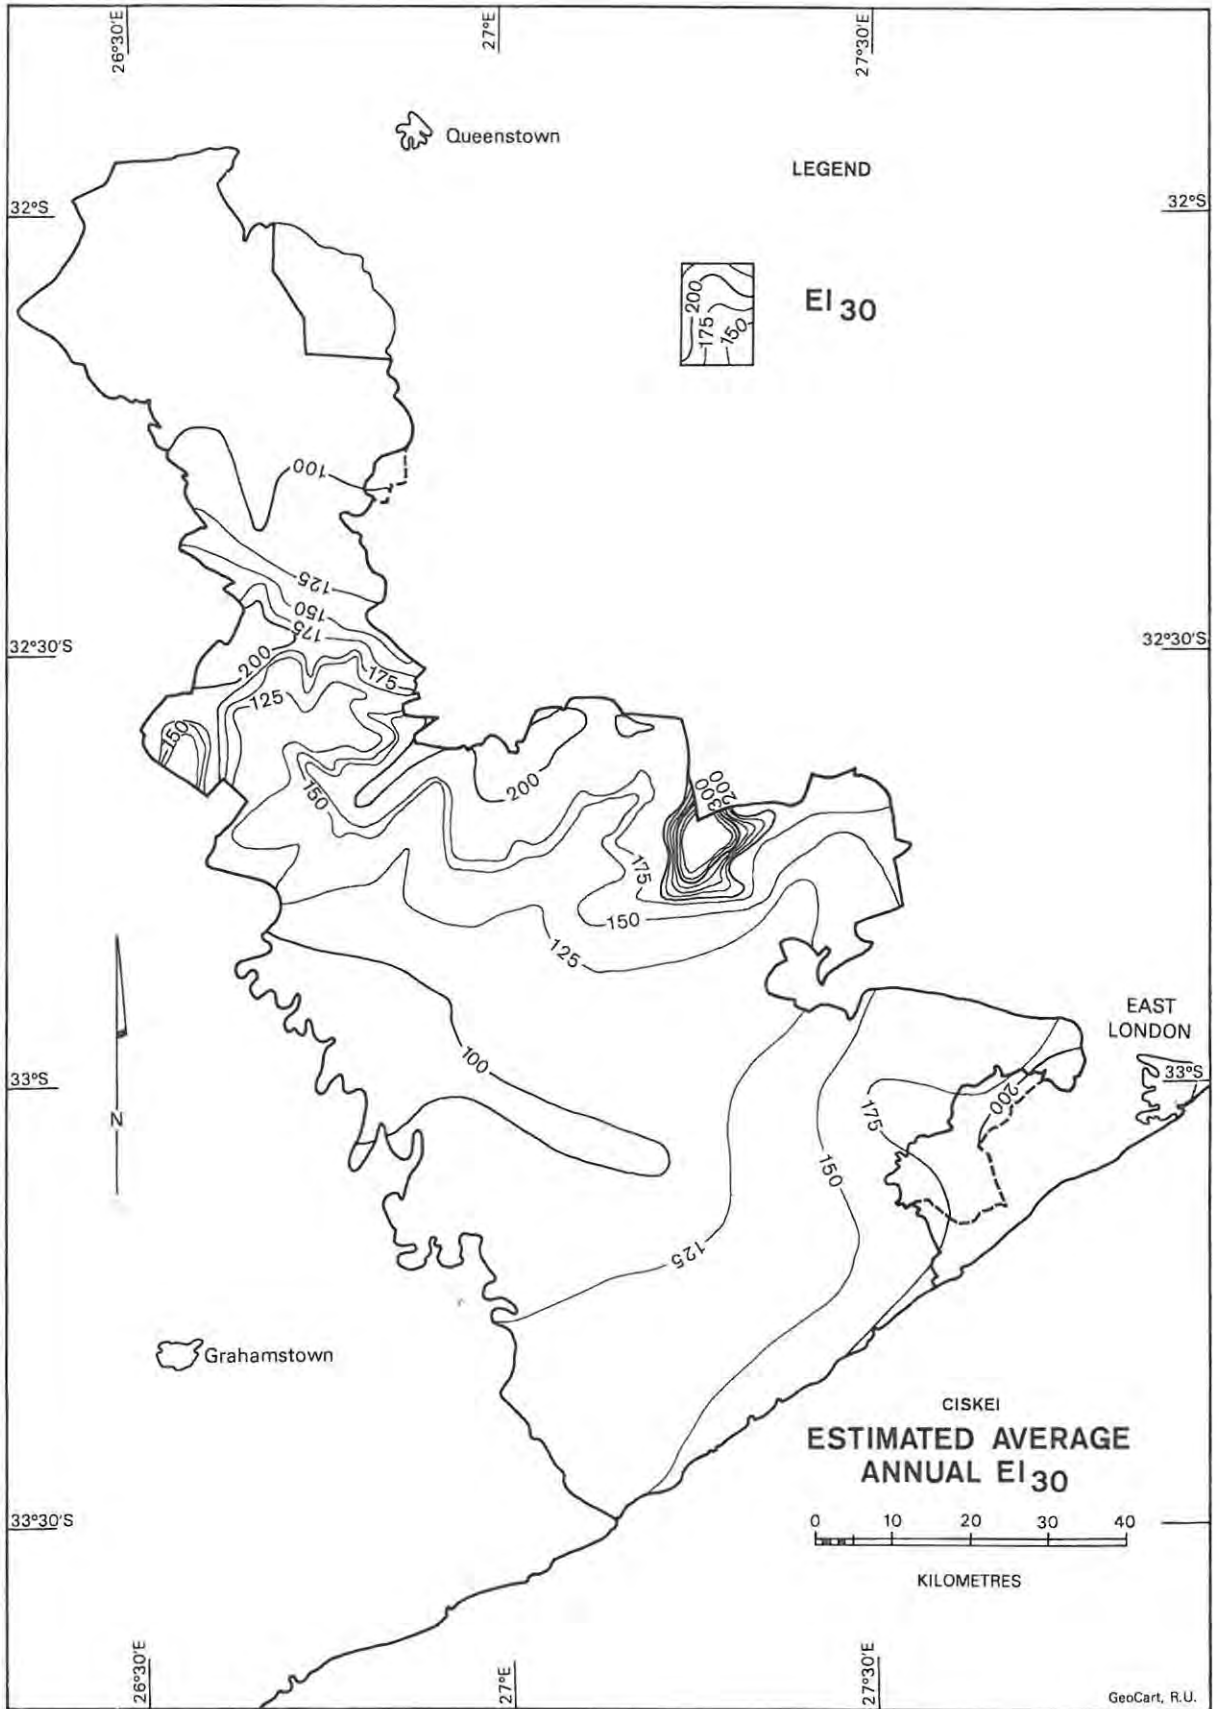 26°30'E
27°E
27°30'E
Queenstown
LEGEND
32°S
32°S
200
175
150
EI 30
100
125
150
175
32°30'S
32°30'S
200
175
125
150
200
300
200
150
175
150
125
EAST
LONDON
100
33°S
33°S
200
175
N
150
125
Grahamstown
CISKEI
ESTIMATED AVERAGE
ANNUAL EI 30
33°30'S
0 10 20 30 40
KILOMETRES
26°30'E
27°E
27°30'E
GeoCart, R.U.